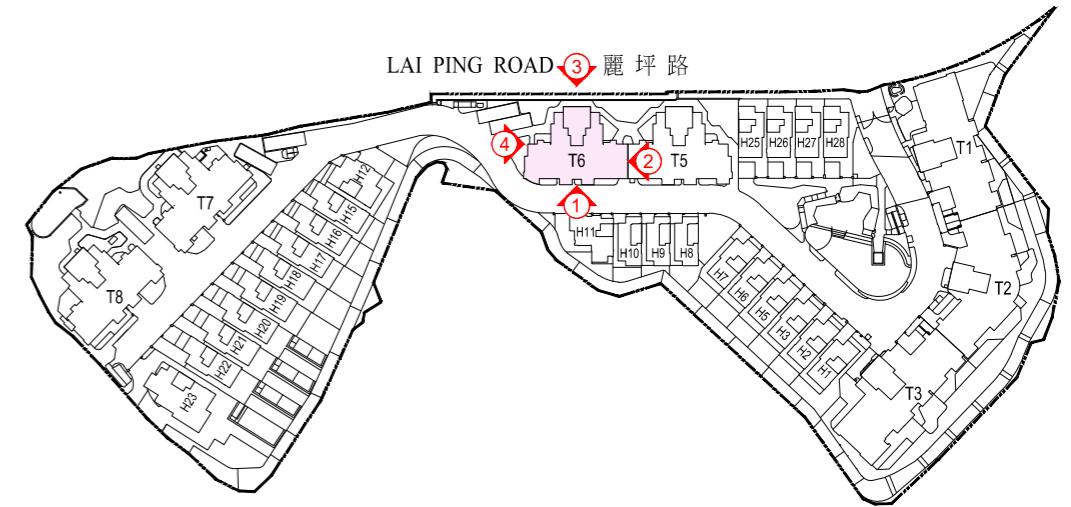 LAI PING ROAD 3 麗坪路
4
T6
2
T5
1
H25
H26
H27
H28
T1
T7
H12
H15
H16
H17
H18
H19
H20
H21
H22
H23
T8
H11
H10
H9
H8
H7
H6
H5
H3
H2
H1
T2
T3